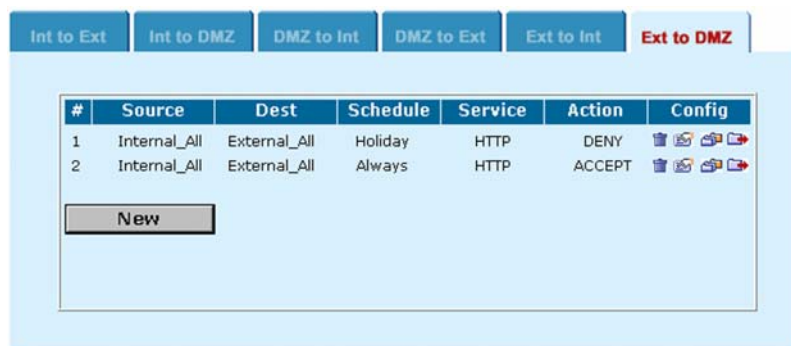 Int to Ext Int to DMZ DMZ to Int DMZ to Ext Ext to Int Ext to DMZ
# Source Dest Schedule Service Action Config
1 Internal_All External_All Holiday HTTP DENY
2 Internal_All External_All Always HTTP ACCEPT
New